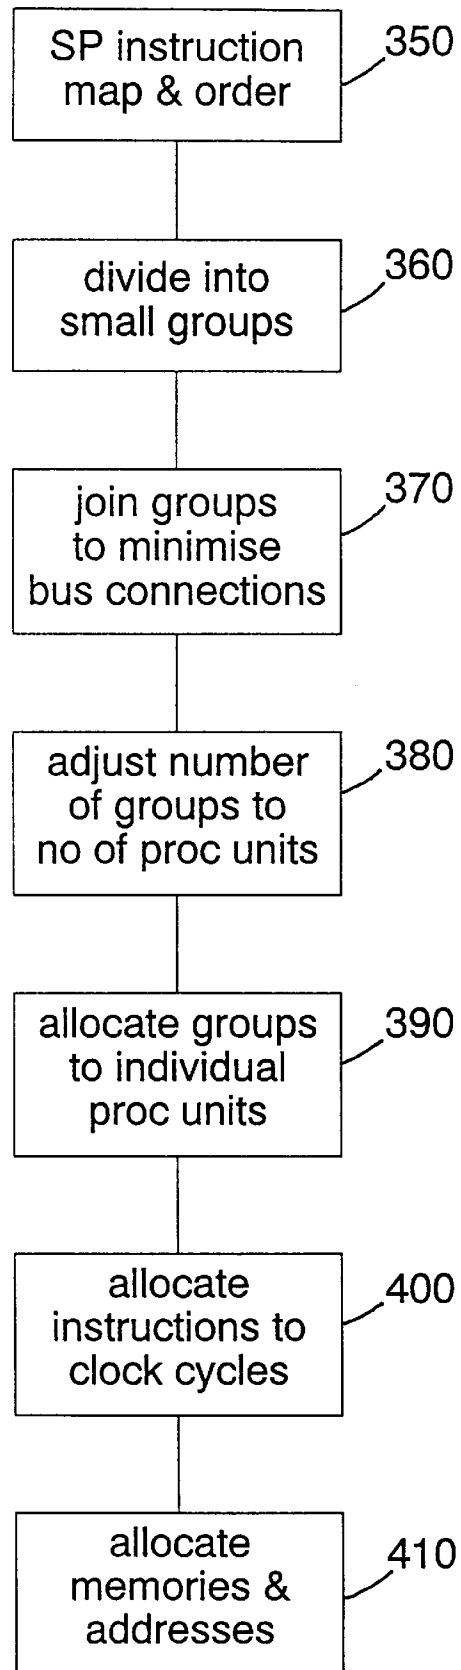 SP instruction
map & order
350
divide into
small groups
360
join groups
to minimise
bus connections
370
adjust number
of groups to
no of proc units
380
allocate groups
to individual
proc units
390
allocate
instructions to
clock cycles
400
allocate
memories &
addresses
410